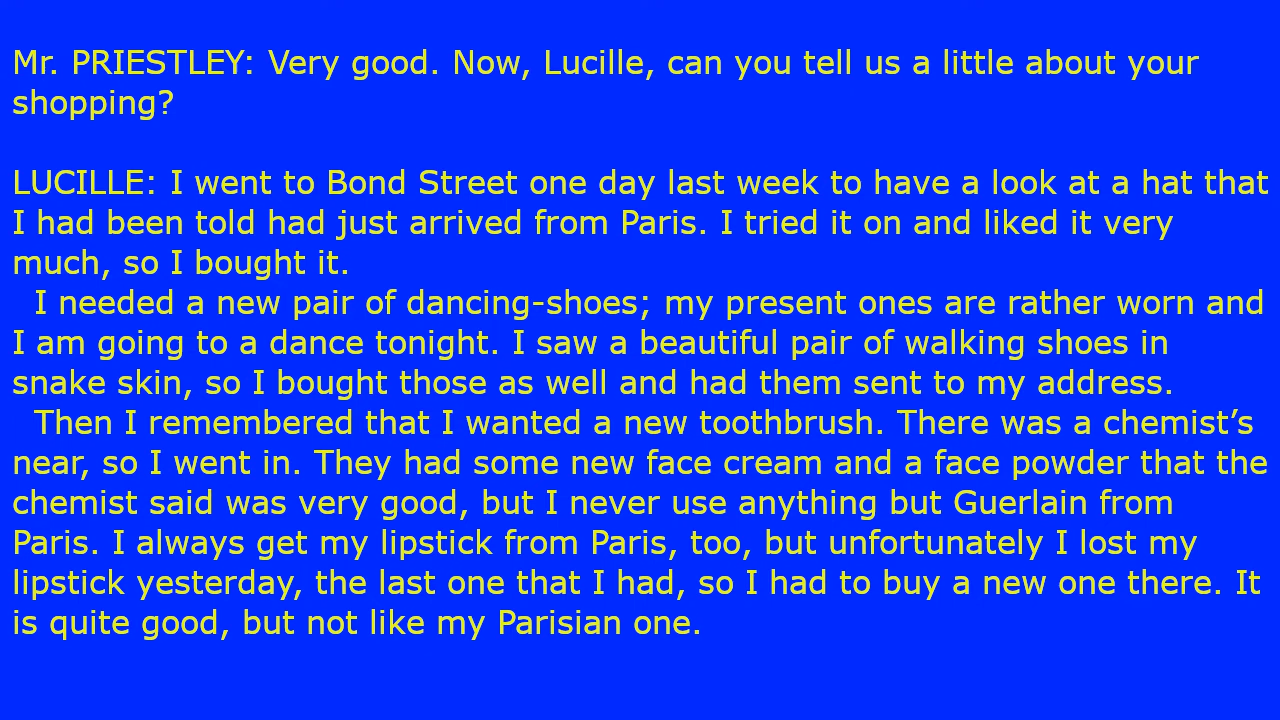 Mr. PRIESTLEY: Very good. Now, Lucille, can you tell us a little about your
shopping?
LUCILLE: I went to Bond Street one day last week to have a look at a hat that
I had been told had just arrived from Paris. I tried it on and liked it very
much, so I bought it.
I needed a new pair of dancing-shoes; my present ones are rather worn and
I am going to a dance tonight. I saw a beautiful pair of walking shoes in
snake skin, so I bought those as well and had them sent to my address.
Then I remembered that I wanted a new toothbrush. There was a chemist’s
near, so I went in. They had some new face cream and a face powder that the
chemist said was very good, but I never use anything but Guerlain from
Paris. I always get my lipstick from Paris, too, but unfortunately I lost my
lipstick yesterday, the last one that I had, so I had to buy a new one there. It
is quite good, but not like my Parisian one.